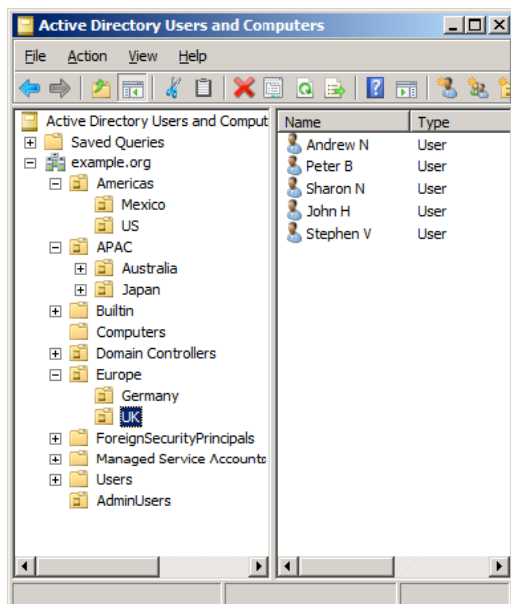 Active Directory Users and Computers
File Action View Help
Active Directory Users and Comput
Saved Queries
example.org
Americas
Mexico
US
APAC
Australia
Japan
Builtin
Computers
Domain Controllers
Europe
Germany
UK
ForeignSecurityPrincipals
Managed Service Accounts
Users
AdminUsers
Name Type
Andrew N User
Peter B User
Sharon N User
John H User
Stephen V User